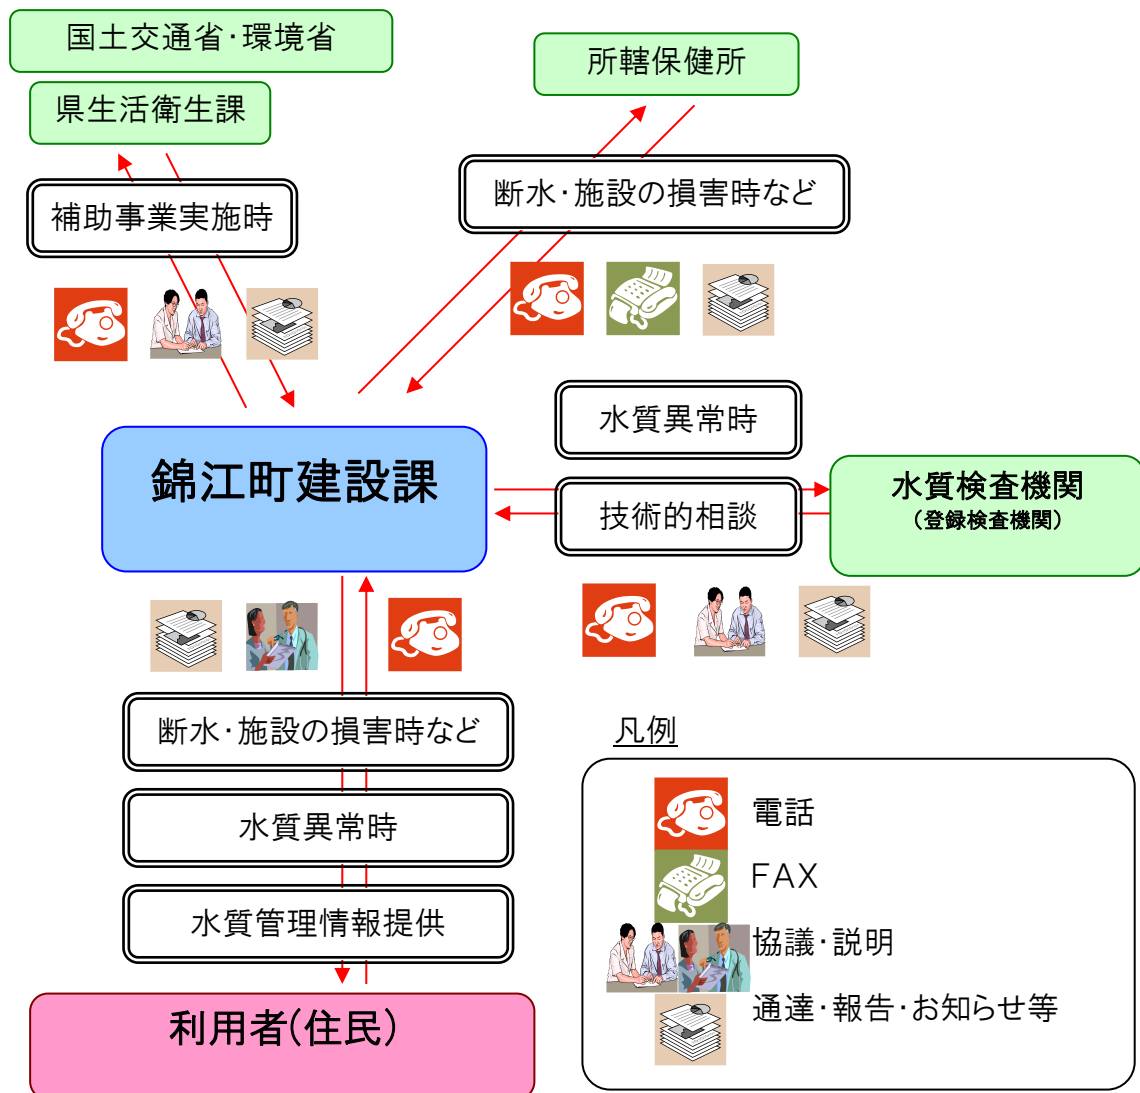 国土交通省･環境省
県生活衛生課
所轄保健所
補助事業実施時
断水･施設の損害時など
水質異常時
錦江町建設課
技術的相談
水質検査機関
（登録検査機関）
断水･施設の損害時など
水質異常時
水質管理情報提供
利用者(住民)
凡例
電話
FAX
協議･説明
通達･報告･お知らせ等